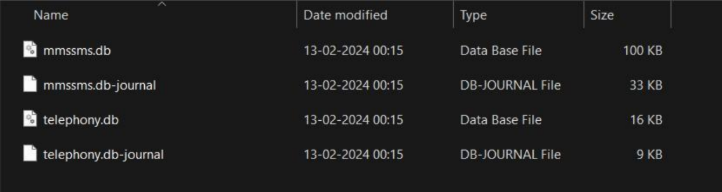 Name Date modified Type Size
mmssms.db 13-02-2024 00:15 Data Base File 100 KB
mmssms.db-journal 13-02-2024 00:15 DB-JOURNAL File 33 KB
telephony.db 13-02-2024 00:15 Data Base File 16 KB
telephony.db-journal 13-02-2024 00:15 DB-JOURNAL File 9 KB